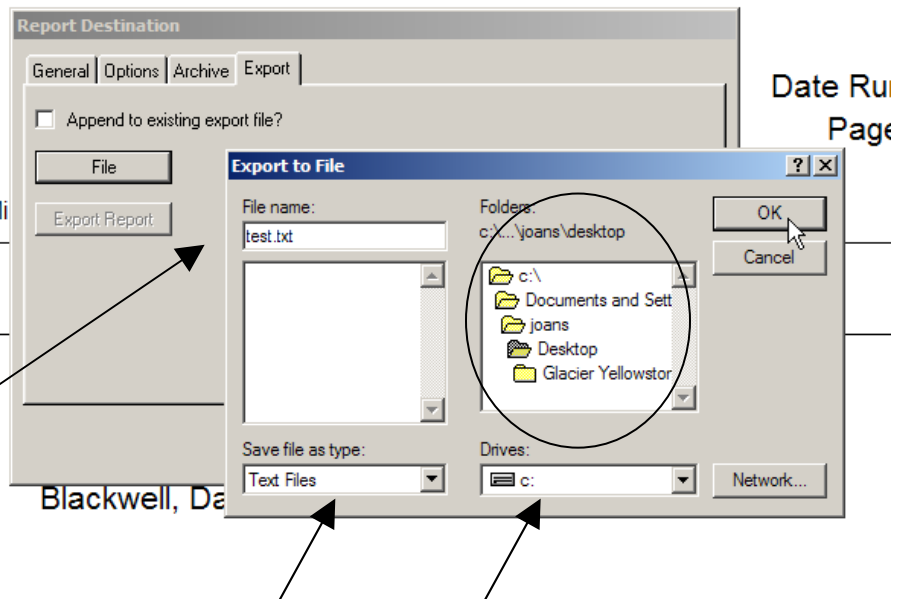 Report Destination
General Options Archive Export
Date Ru
Append to existing export file?
Page
File
Export to File
File name:
Folders:
OK
Export Report
test.txt
c:\...\joans\desktop
Cancel
c:\
Documents and Sett
joans
Desktop
Glacier Yellowstor
Save file as type:
Drives:
Text Files
c:
Network...
Blackwell, Da